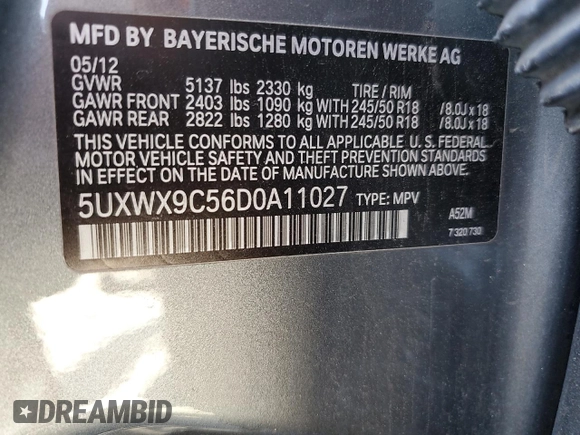 MFD BY BAYERISCHE MOTOREN WERKE AG
05/12
GVWR 5137 lbs 2330 kg TIRE / RIM
GAWR FRONT 2403 lbs 1090 kg WITH 245/50 R18 /8.0J x 18
GAWR REAR 2822 lbs 1280 kg WITH 245/50 R18 /8.0J x 18
THIS VEHICLE CONFORMS TO ALL APPLICABLE U. S. FEDERAL
MOTOR VEHICLE SAFETY AND THEFT PREVENTION STANDARDS
IN EFFECT ON THE DATE OF MANUFACTURE SHOWN ABOVE.
5UXWX9C56D0A11027 TYPE: MPV
A52M
7 320 730
DREAMBID